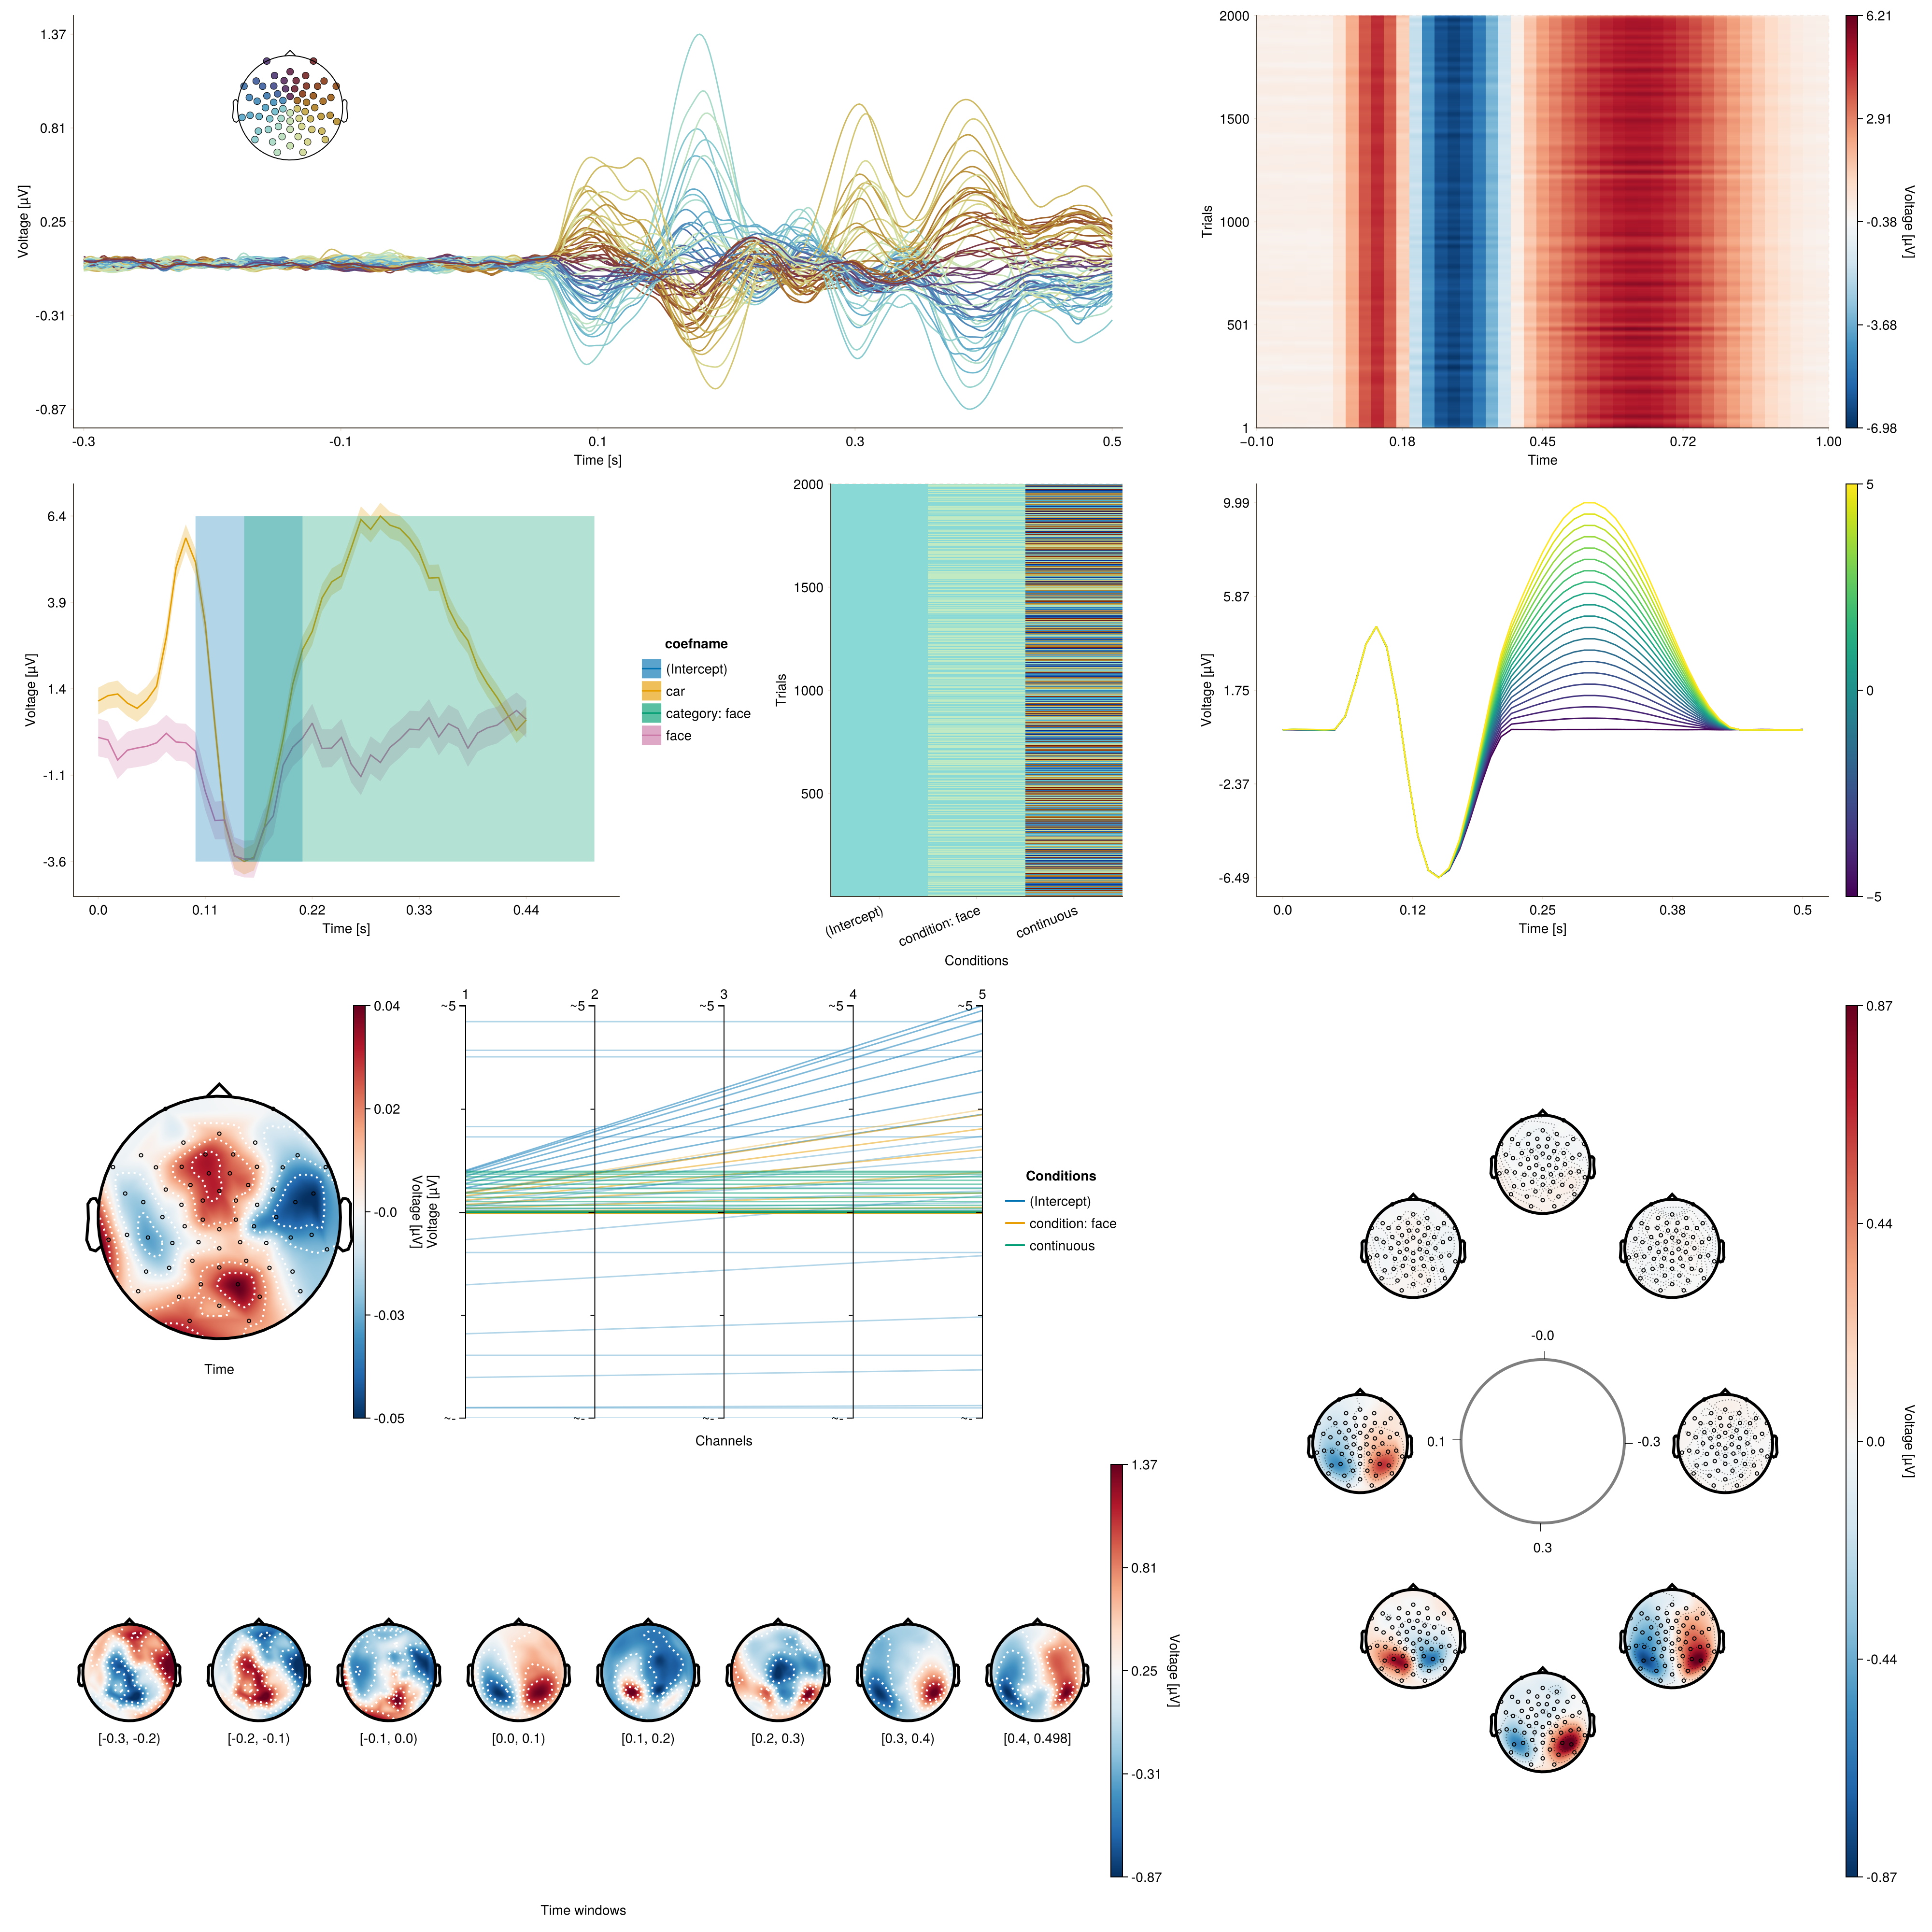 1.37
0.81
0.25
-0.31
-0.87
Voltage [µV]
-0.3 -0.1 0.1 0.3 0.5
Time [s]
2000
1500
1000
501
1
Trials
−0.10 0.18 0.45 0.72 1.00
Time
6.21
2.91
-0.38
-3.68
-6.98
Voltage [µV]
6.4
3.9
1.4
-1.1
-3.6
Voltage [µV]
0.0 0.11 0.22 0.33 0.44
Time [s]
coefname
(Intercept)
car
category: face
face
2000
1500
1000
500
Trials
(Intercept) condition: face continuous
Conditions
9.99
5.87
1.75
-2.37
-6.49
Voltage [µV]
0.0 0.12 0.25 0.38 0.5
Time [s]
5
0
−5
Time
0.04
0.02
-0.0
-0.03
-0.05
Voltage [µV]
Voltage [µV]
1 2 3 4 5
~5 ~5 ~5 ~5 ~5
~- ~- ~- ~- ~-
Channels
Conditions
(Intercept)
condition: face
continuous
-0.0
0.1 -0.3
0.3
0.87
0.44
0.0
-0.44
-0.87
Voltage [µV]
[-0.3, -0.2) [-0.2, -0.1) [-0.1, 0.0) [0.0, 0.1) [0.1, 0.2) [0.2, 0.3) [0.3, 0.4) [0.4, 0.498]
Time windows
1.37
0.81
0.25
-0.31
-0.87
Voltage [µV]